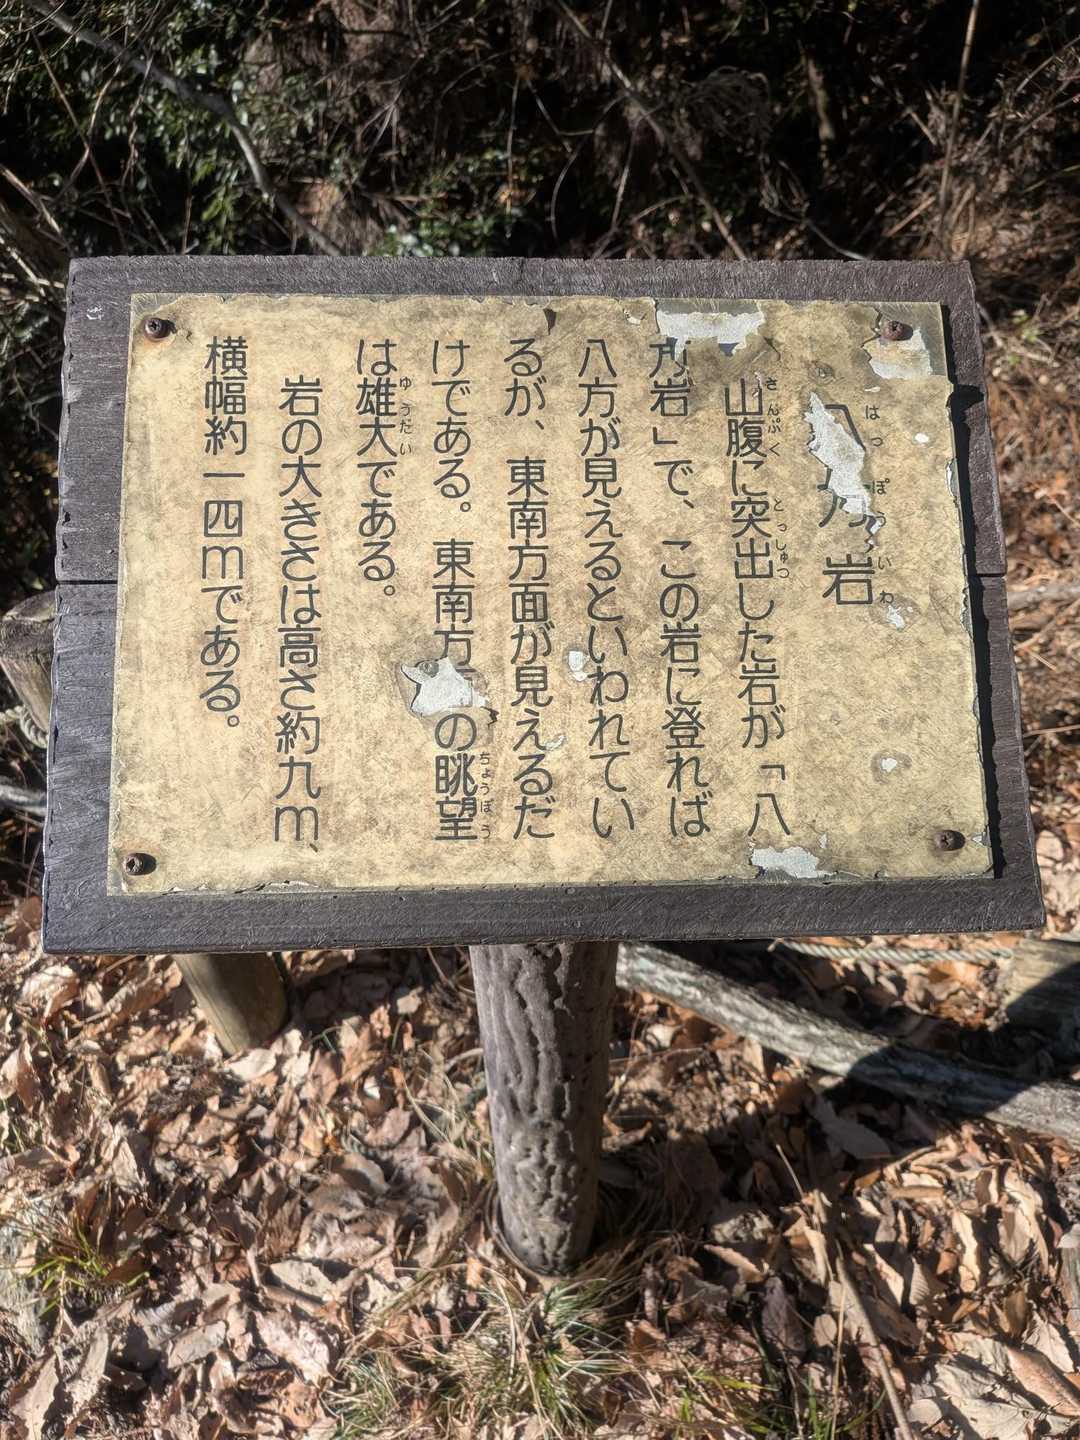 八方岩
山腹に突出した岩が「八
方岩」で、この岩に登れば
八方が見えるといわれてい
るが、東南方面が見えるだ
けである。東南方の眺望
は雄大である。
岩の大きさは高さ約九m、
横幅約一四mである。